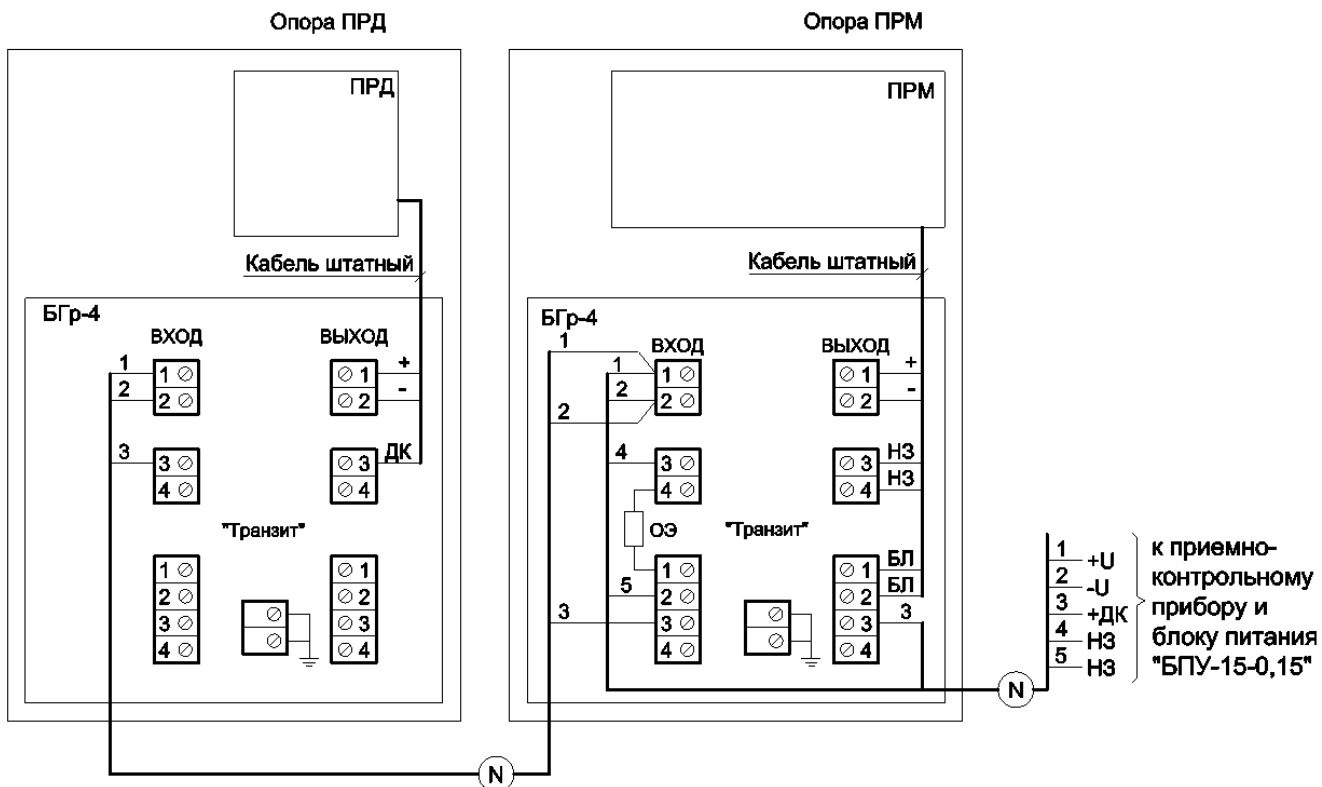 Опора ПРД
Опора ПРМ
ПРД
ПРМ
Кабель штатный
Кабель штатный
БГр-4
ВХОД
ВЫХОД
1
2
1
2
1
2
+
-
3
3
4
3
4
ДК
"Транзит"
1
2
3
4
1
2
3
4
БГр-4
1
2
3
ВХОД
ВЫХОД
1
2
1
2
1
2
+
-
4
3
4
3
4
НЗ
НЗ
ОЭ
"Транзит"
5
1
2
3
4
1
2
3
4
БЛ
БЛ
3
N
N
1 +U
2 -U
3 +ДК
4 НЗ
5 НЗ
к приемно-
контрольному
прибору и
блоку питания
"БПУ-15-0,15"